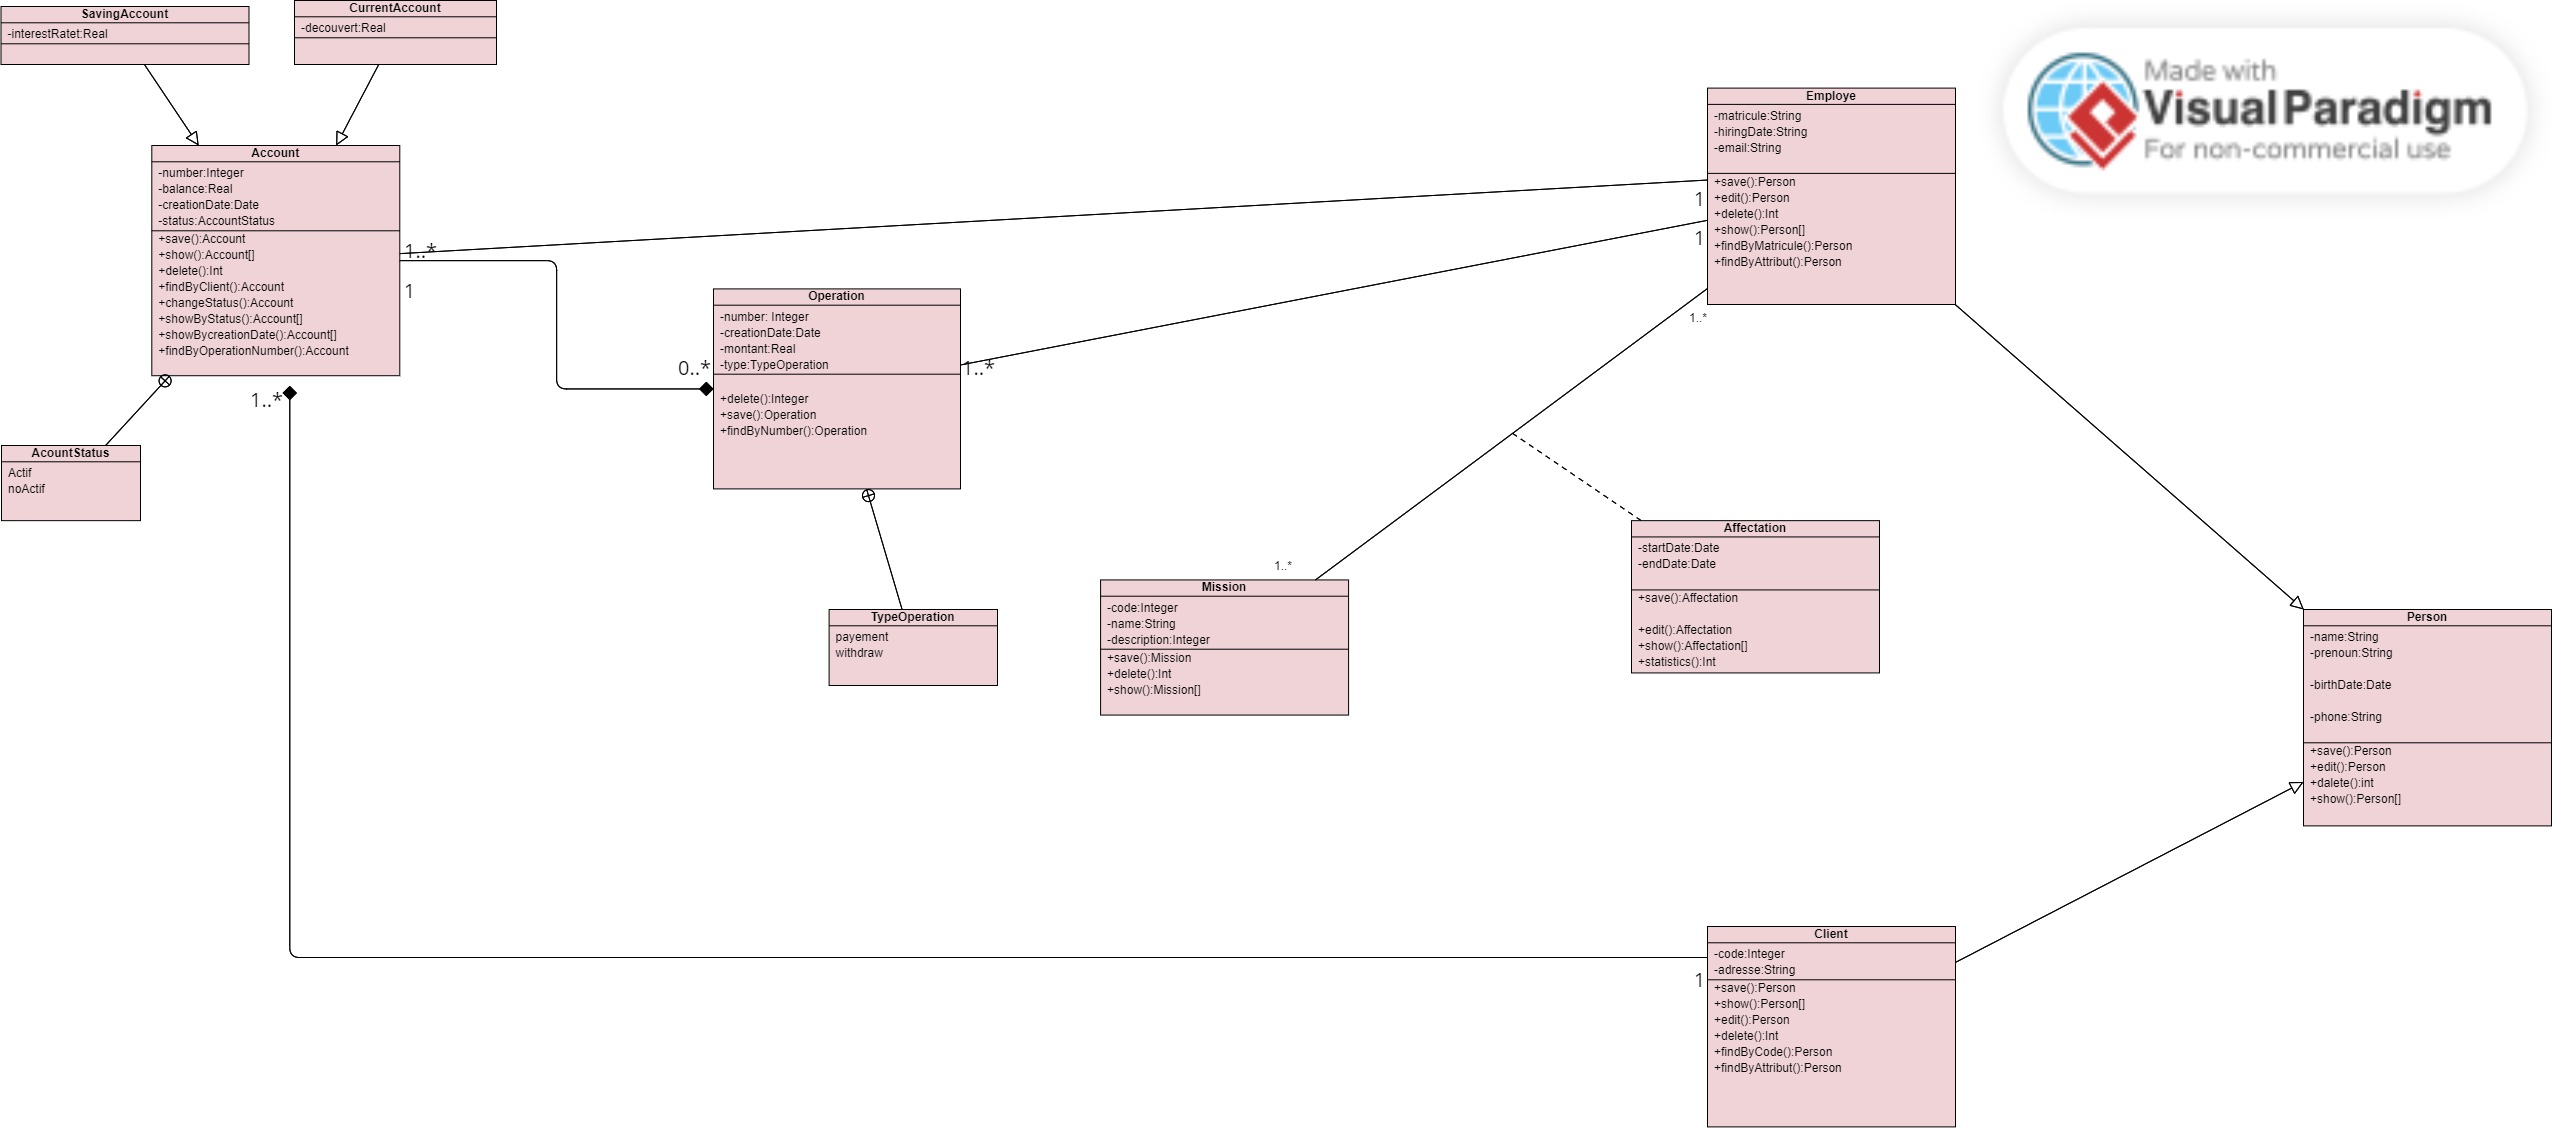 SavingAccount
-interestRatet:Real
CurrentAccount
-decouvert:Real
Made with
Visual Paradigm
For non-commercial use
Employe
-matricule:String
-hiringDate:String
-email:String
+save():Person
+edit():Person
+delete():Int
+show():Person[]
+findByMatricule():Person
+findByAttribut():Person
1
1
1..*
Account
-number:Integer
-balance:Real
-creationDate:Date
-status:AccountStatus
+save():Account
+show():Account[]
+delete():Int
+findByClient():Account
+changeStatus():Account
+showByStatus():Account[]
+showBycreationDate():Account[]
+findByOperationNumber():Account
1..*
1
1..*
Operation
-number: Integer
-creationDate:Date
-montant:Real
-type:TypeOperation
+delete():Integer
+save():Operation
+findByNumber():Operation
0..*
1..*
AcountStatus
Actif
noActif
TypeOperation
payement
withdraw
1..*
Mission
-code:Integer
-name:String
-description:Integer
+save():Mission
+delete():Int
+show():Mission[]
Affectation
-startDate:Date
-endDate:Date
+save():Affectation
+edit():Affectation
+show():Affectation[]
+statistics():Int
Person
-name:String
-prenoun:String
-birthDate:Date
-phone:String
+save():Person
+edit():Person
+dalete():int
+show():Person[]
Client
-code:Integer
-adresse:String
+save():Person
+show():Person[]
+edit():Person
+delete():Int
+findByCode():Person
+findByAttribut():Person
1